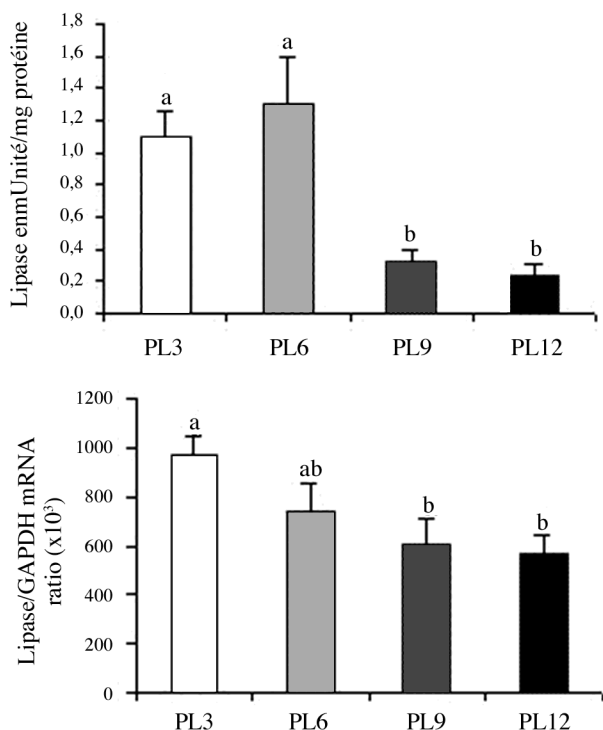 Lipase enmUnité/mg protéine
1,8
1,6
1,4
1,2
1,0
0,8
0,6
0,4
0,2
0,0
a
a
b
b
PL3
PL6
PL9
PL12
Lipase/GAPDH mRNA
ratio (x10³)
1200
1000
800
600
400
200
0
a
ab
b
b
PL3
PL6
PL9
PL12